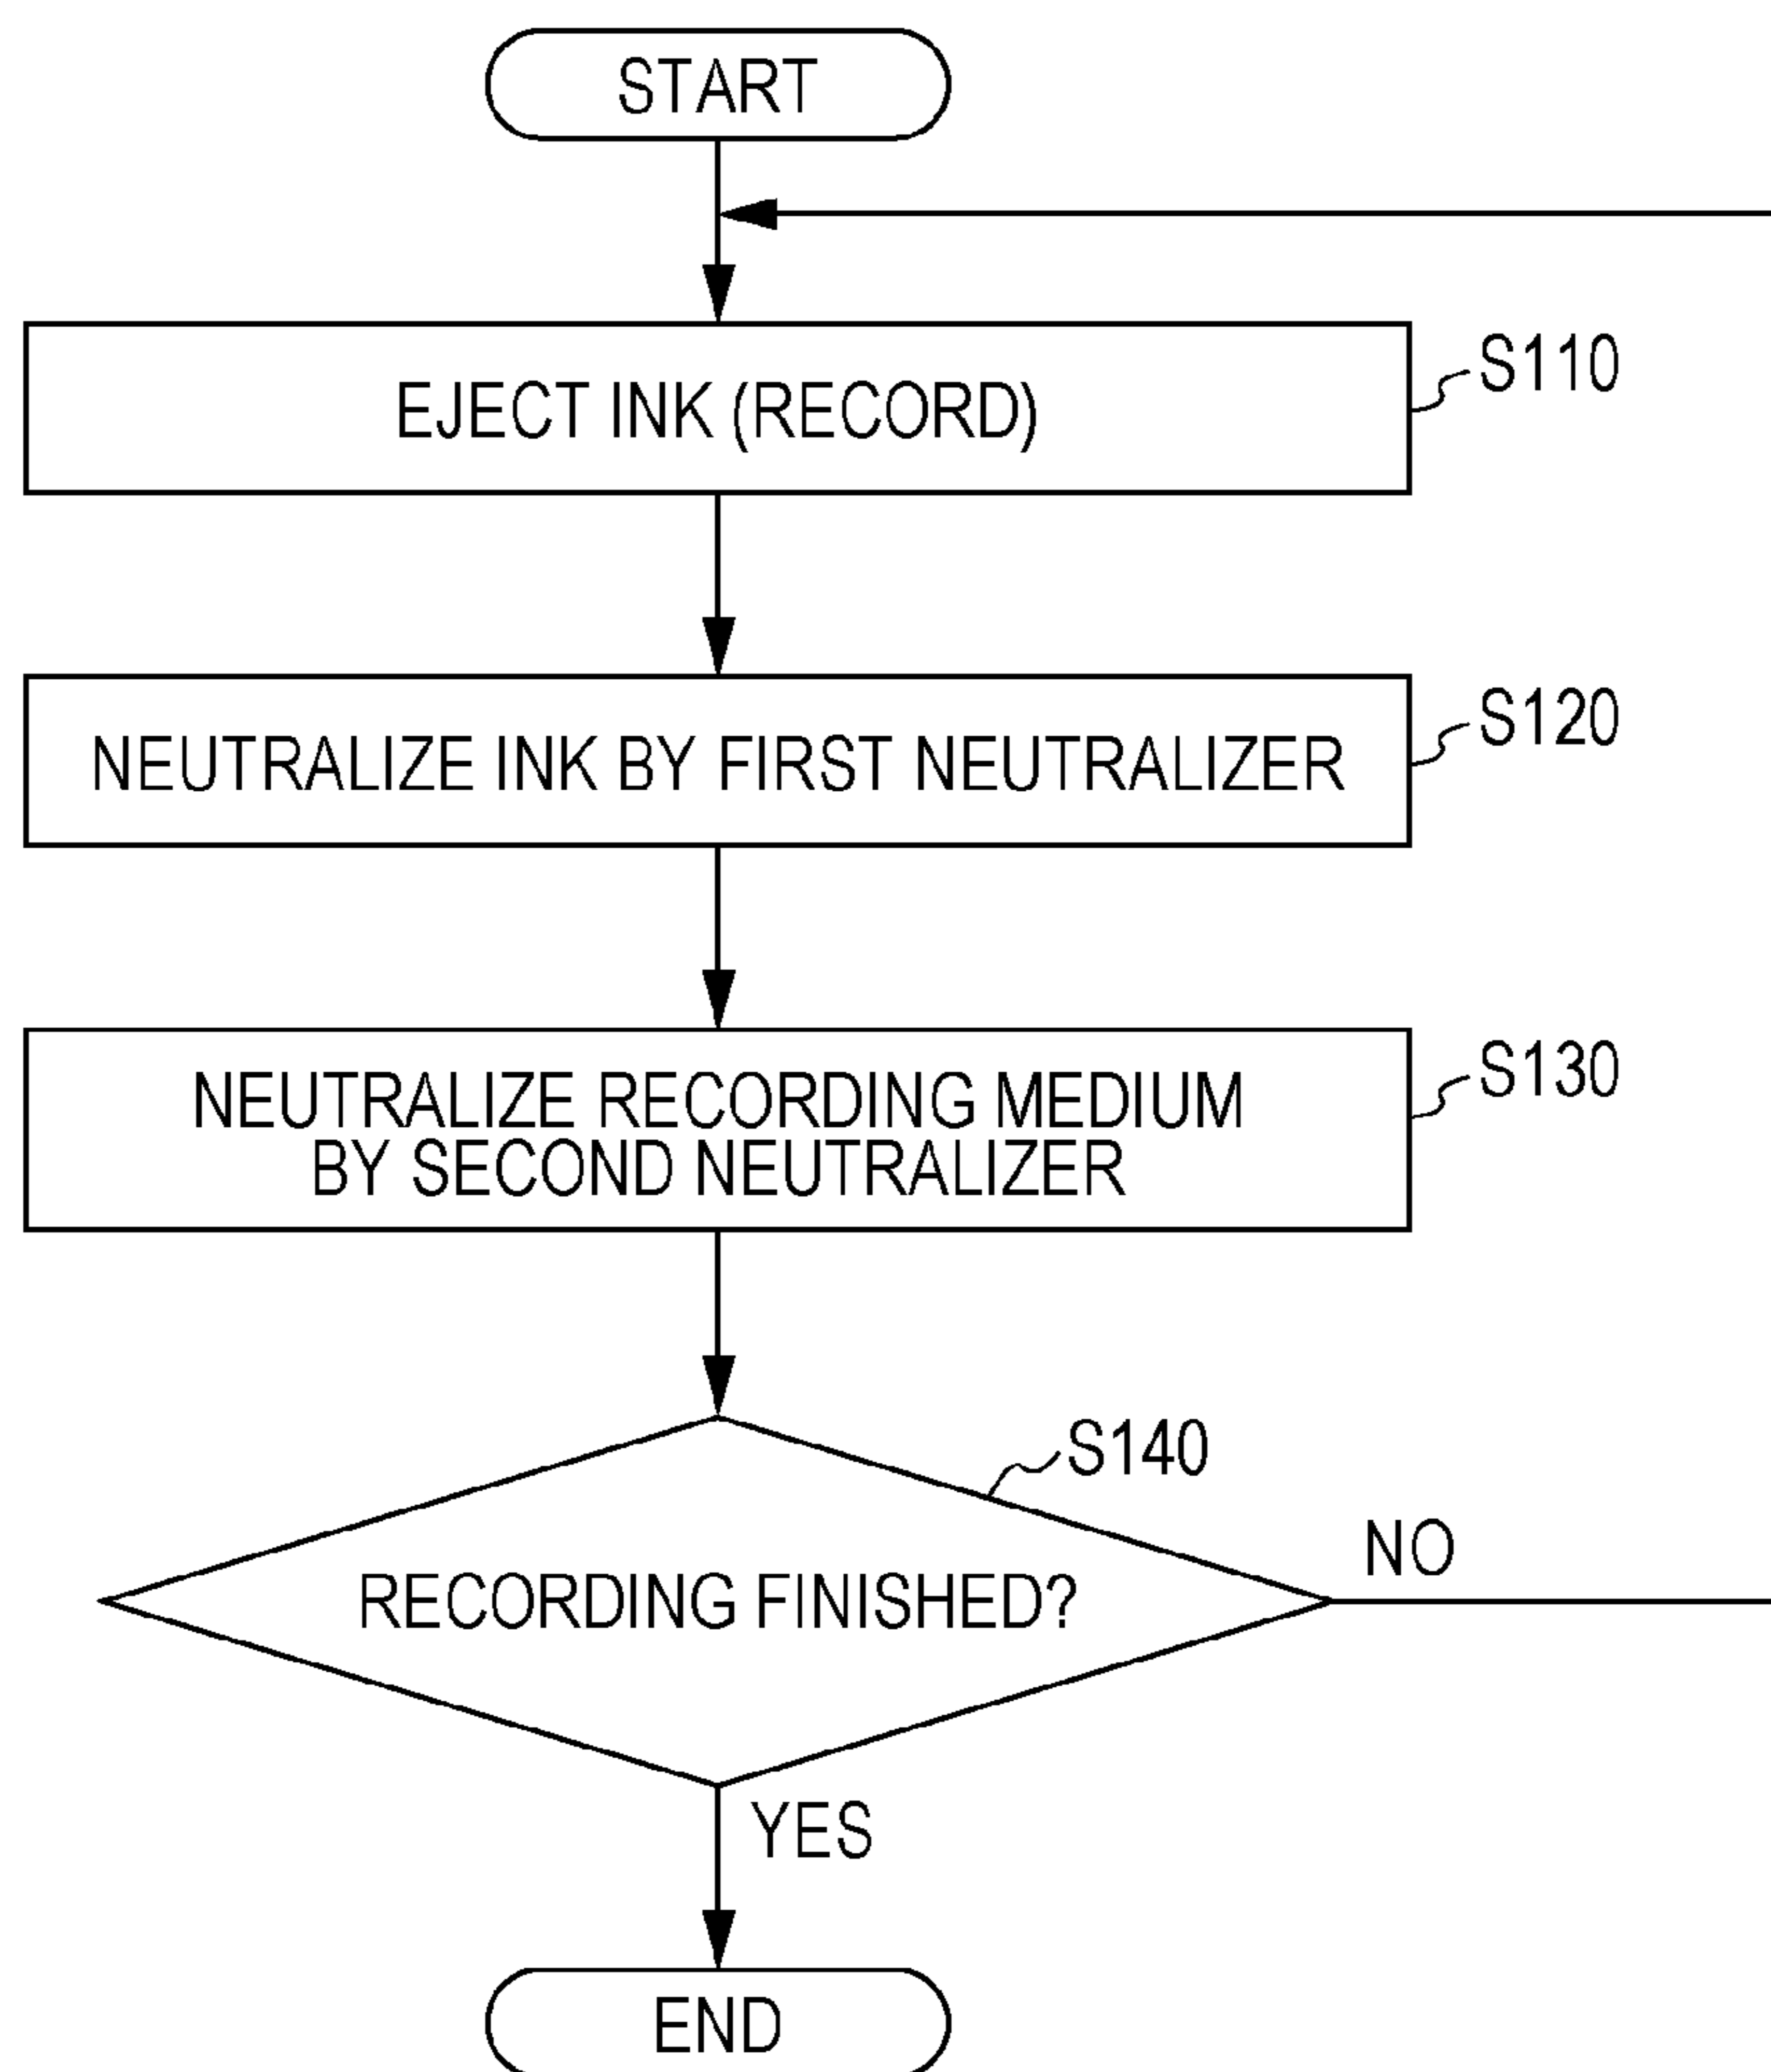 START
EJECT INK (RECORD)
S110
NEUTRALIZE INK BY FIRST NEUTRALIZER
S120
NEUTRALIZE RECORDING MEDIUM
BY SECOND NEUTRALIZER
S130
S140
RECORDING FINISHED?
NO
YES
END